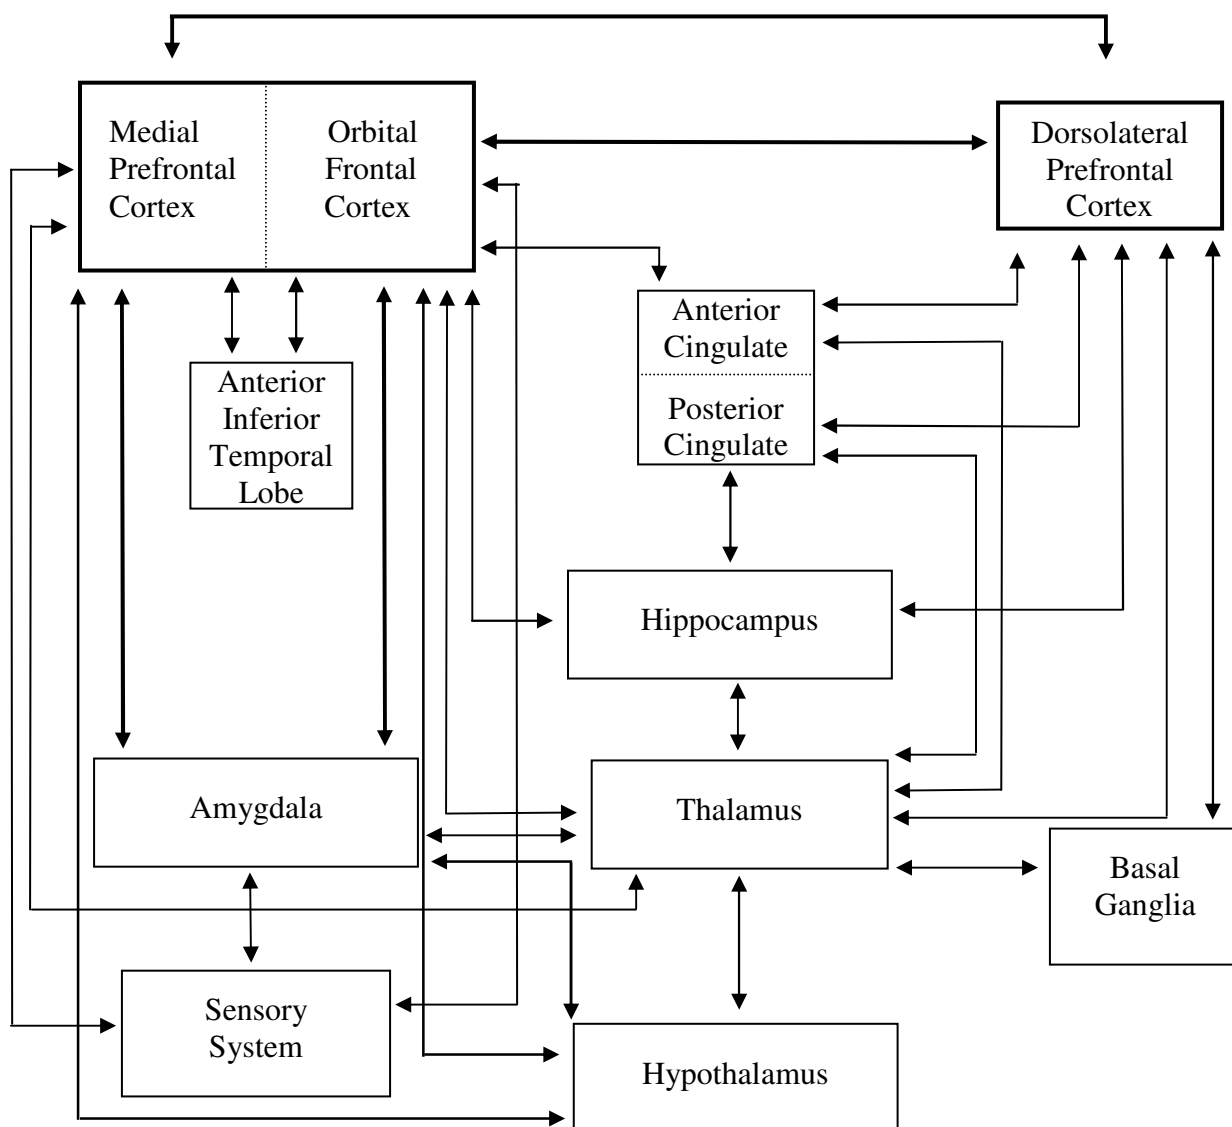 Medial
Prefrontal
Cortex
Orbital
Frontal
Cortex
Dorsolateral
Prefrontal
Cortex
Anterior
Cingulate
Posterior
Cingulate
Anterior
Inferior
Temporal
Lobe
Hippocampus
Amygdala
Thalamus
Basal
Ganglia
Sensory
System
Hypothalamus